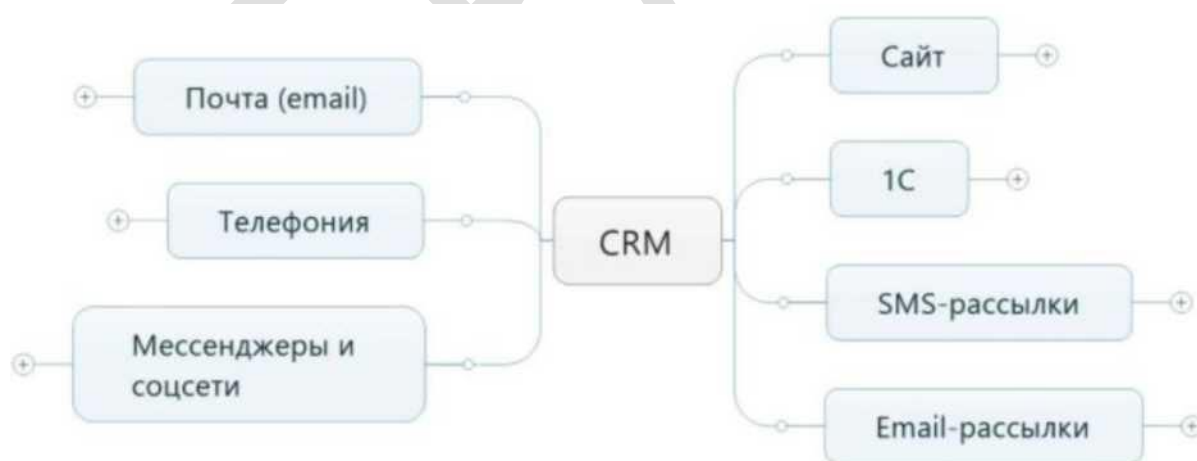 Почта (email)
Телефония
Мессенджеры и
соцсети
CRM
Сайт
1С
SMS-рассылки
Email-рассылки